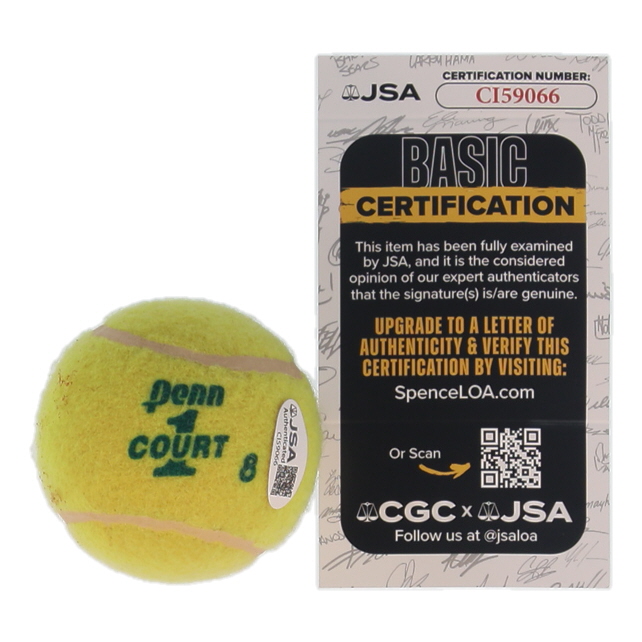 JSA
CERTIFICATION NUMBER:
CI59066
BASIC
CERTIFICATION
This item has been fully examined
by JSA, and it is the considered
opinion of our expert authenticators
that the signature(s) is/are genuine.
UPGRADE TO A LETTER OF
AUTHENTICITY & VERIFY THIS
CERTIFICATION BY VISITING:
SpenceLOA.com
Or Scan
CGC x JSA
Follow us at @jsaloa
Penn
1
COURT
8
JSA
Authenticated
CI59066